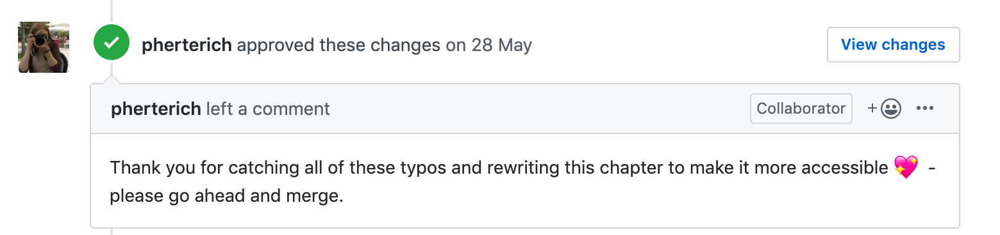 pherterich approved these changes on 28 May
View changes
pherterich left a comment
Collaborator
Thank you for catching all of these typos and rewriting this chapter to make it more accessible 💖 -
please go ahead and merge.